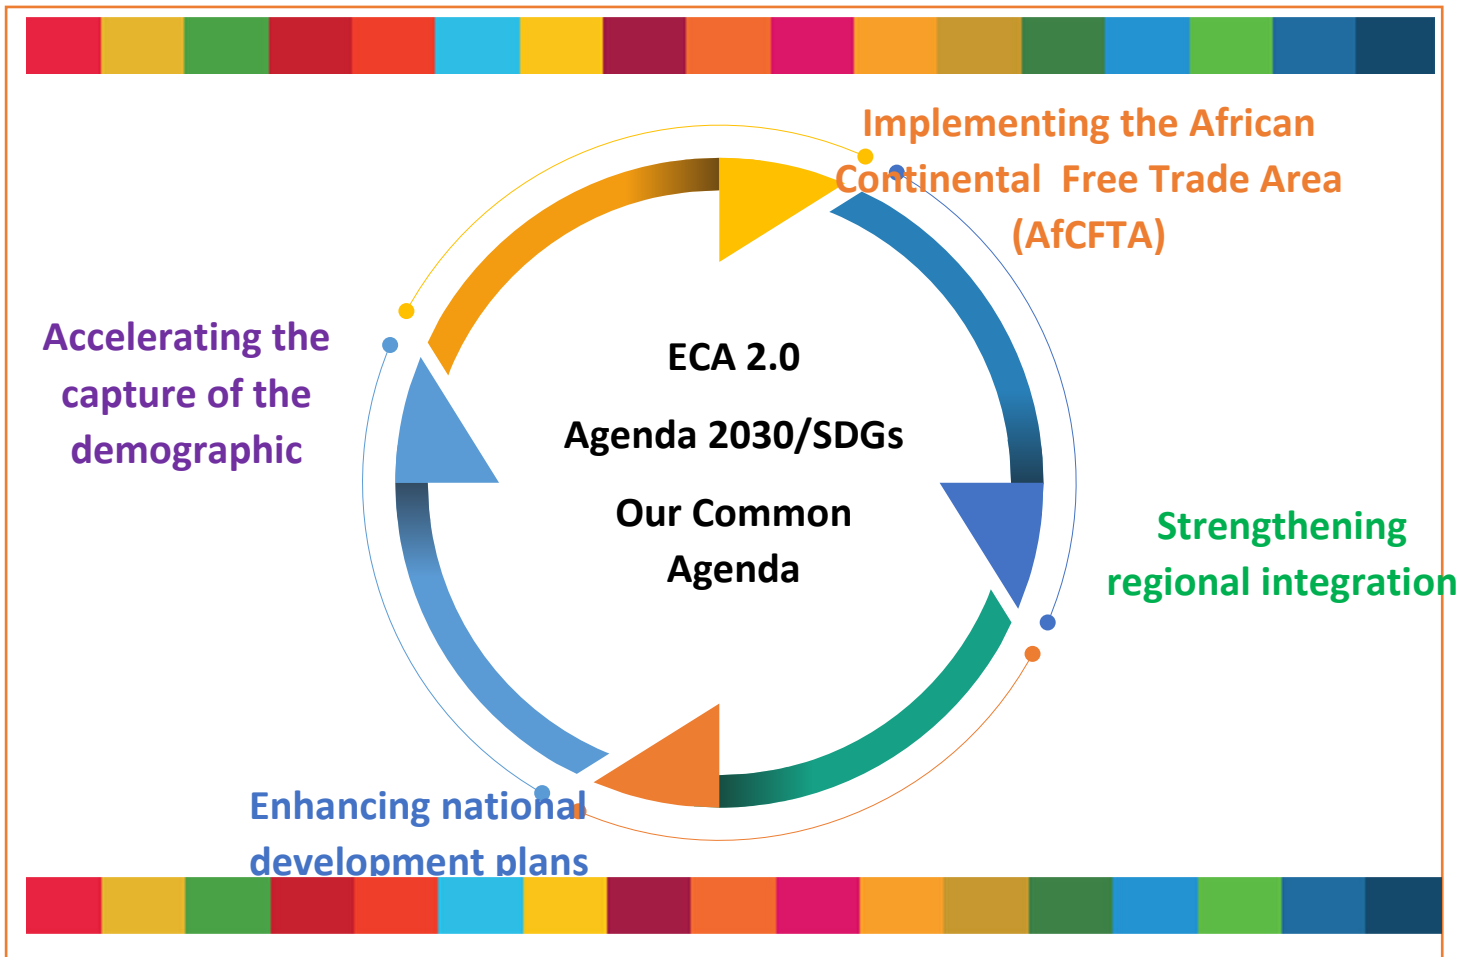 Implementing the African
Continental  Free Trade Area
(AfCFTA)
Accelerating the
capture of the
demographic
ECA 2.0
Agenda 2030/SDGs
Our Common
Agenda
Strengthening
regional integration
Enhancing national
development plans